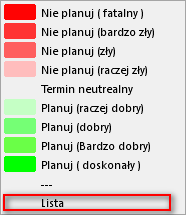 Nie planuj ( fatalny )
Nie planuj (bardzo zły)
Nie planuj (zły)
Nie planuj (raczej zły)
Termin neutrealny
Planuj (raczej dobry)
Planuj (dobry)
Planuj (Bardzo dobry)
Planuj ( doskonały )
---
Lista